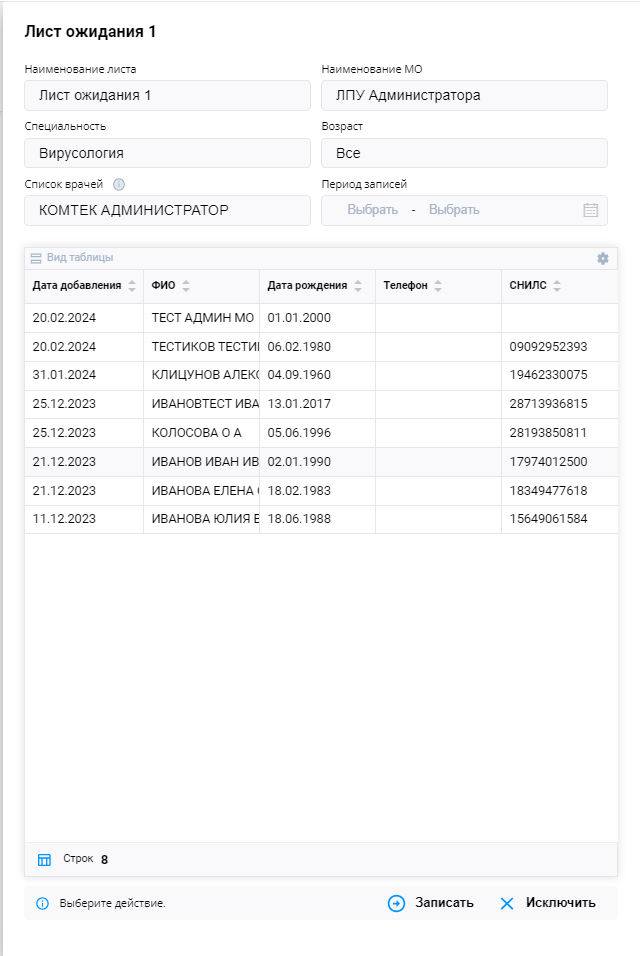 Лист ожидания 1
Наименование листа Наименование МО
Лист ожидания 1 ЛПУ Администратора
Специальность Возраст
Вирусология Все
Список врачей Период записей
КОМТЕК АДМИНИСТРАТОР Выбрать - Выбрать
Вид таблицы
Дата добавления ФИО Дата рождения Телефон СНИЛС
20.02.2024 ТЕСТ АДМИН МО 01.01.2000
20.02.2024 ТЕСТИКОВ ТЕСТИ 06.02.1980 09092952393
31.01.2024 КЛИЦУНОВ АЛЕКС 04.09.1960 19462330075
25.12.2023 ИВАНОВТЕСТ ИВА 13.01.2017 28713936815
25.12.2023 КОЛОСОВА О А 05.06.1996 28193850811
21.12.2023 ИВАНОВ ИВАН ИВ 02.01.1990 17974012500
21.12.2023 ИВАНОВА ЕЛЕНА 18.02.1983 18349477618
11.12.2023 ИВАНОВА ЮЛИЯ 18.06.1988 15649061584
Строк 8
Выберите действие. Записать Исключить